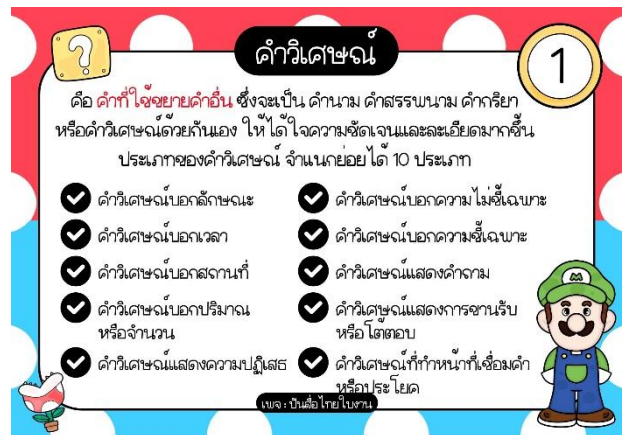 ?
คำวิเศษณ์
1
คือ คำที่ใช้ขยายคำอื่น ซึ่งจะเป็น คำนาม คำสรรพนาม คำกริยา
หรือคำวิเศษณ์ด้วยกันเอง ให้ได้ใจความชัดเจนและละเอียดมากขึ้น
ประเภทของคำวิเศษณ์ จำแนกย่อยได้ 10 ประเภท
คำวิเศษณ์บอกลักษณะ
คำวิเศษณ์บอกเวลา
คำวิเศษณ์บอกสถานที่
คำวิเศษณ์บอกปริมาณ
หรือจำนวน
คำวิเศษณ์แสดงความปฏิเสธ
คำวิเศษณ์บอกความไม่ชี้เฉพาะ
คำวิเศษณ์บอกความชี้เฉพาะ
คำวิเศษณ์แสดงคำถาม
คำวิเศษณ์แสดงการขานรับ
หรือโต้ตอบ
คำวิเศษณ์ที่ทำหน้าที่เชื่อมคำ
หรือประโยค
เพจ : ปันสื่อไทยใบงาน
M